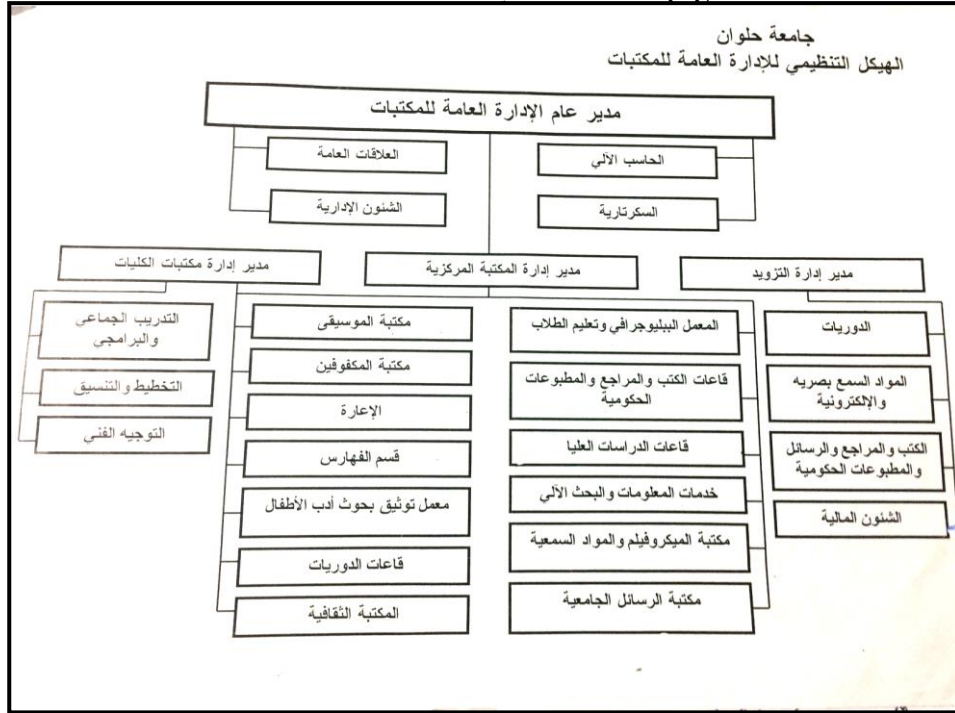 جامعة حلوان
الهيكل التنظيمي للإدارة العامة للمكتبات
مدير عام الإدارة العامة للمكتبات
الحاسب الآلي
العلاقات العامة
السكرتارية
الشئون الإدارية
مدير إدارة التزويد
مدير إدارة المكتبة المركزية
مدير إدارة مكتبات الكليات
الدوريات
المواد السمع بصريه
والإلكترونية
الكتب والمراجع والرسائل
والمطبوعات الحكومية
الشئون المالية
المعمل الببليوجرافي وتعليم الطلاب
قاعات الكتب والمراجع والمطبوعات
الحكومية
قاعات الدراسات العليا
خدمات المعلومات والبحث الآلي
مكتبة الميكروفيلم والمواد السمعية
مكتبة الرسائل الجامعية
مكتبة الموسيقى
مكتبة المكفوفين
الإعارة
قسم الفهارس
معمل توثيق بحوث أدب الأطفال
قاعات الدوريات
المكتبة الثقافية
التدريب الجماعي
والبرامجي
التخطيط والتنسيق
التوجيه الفني